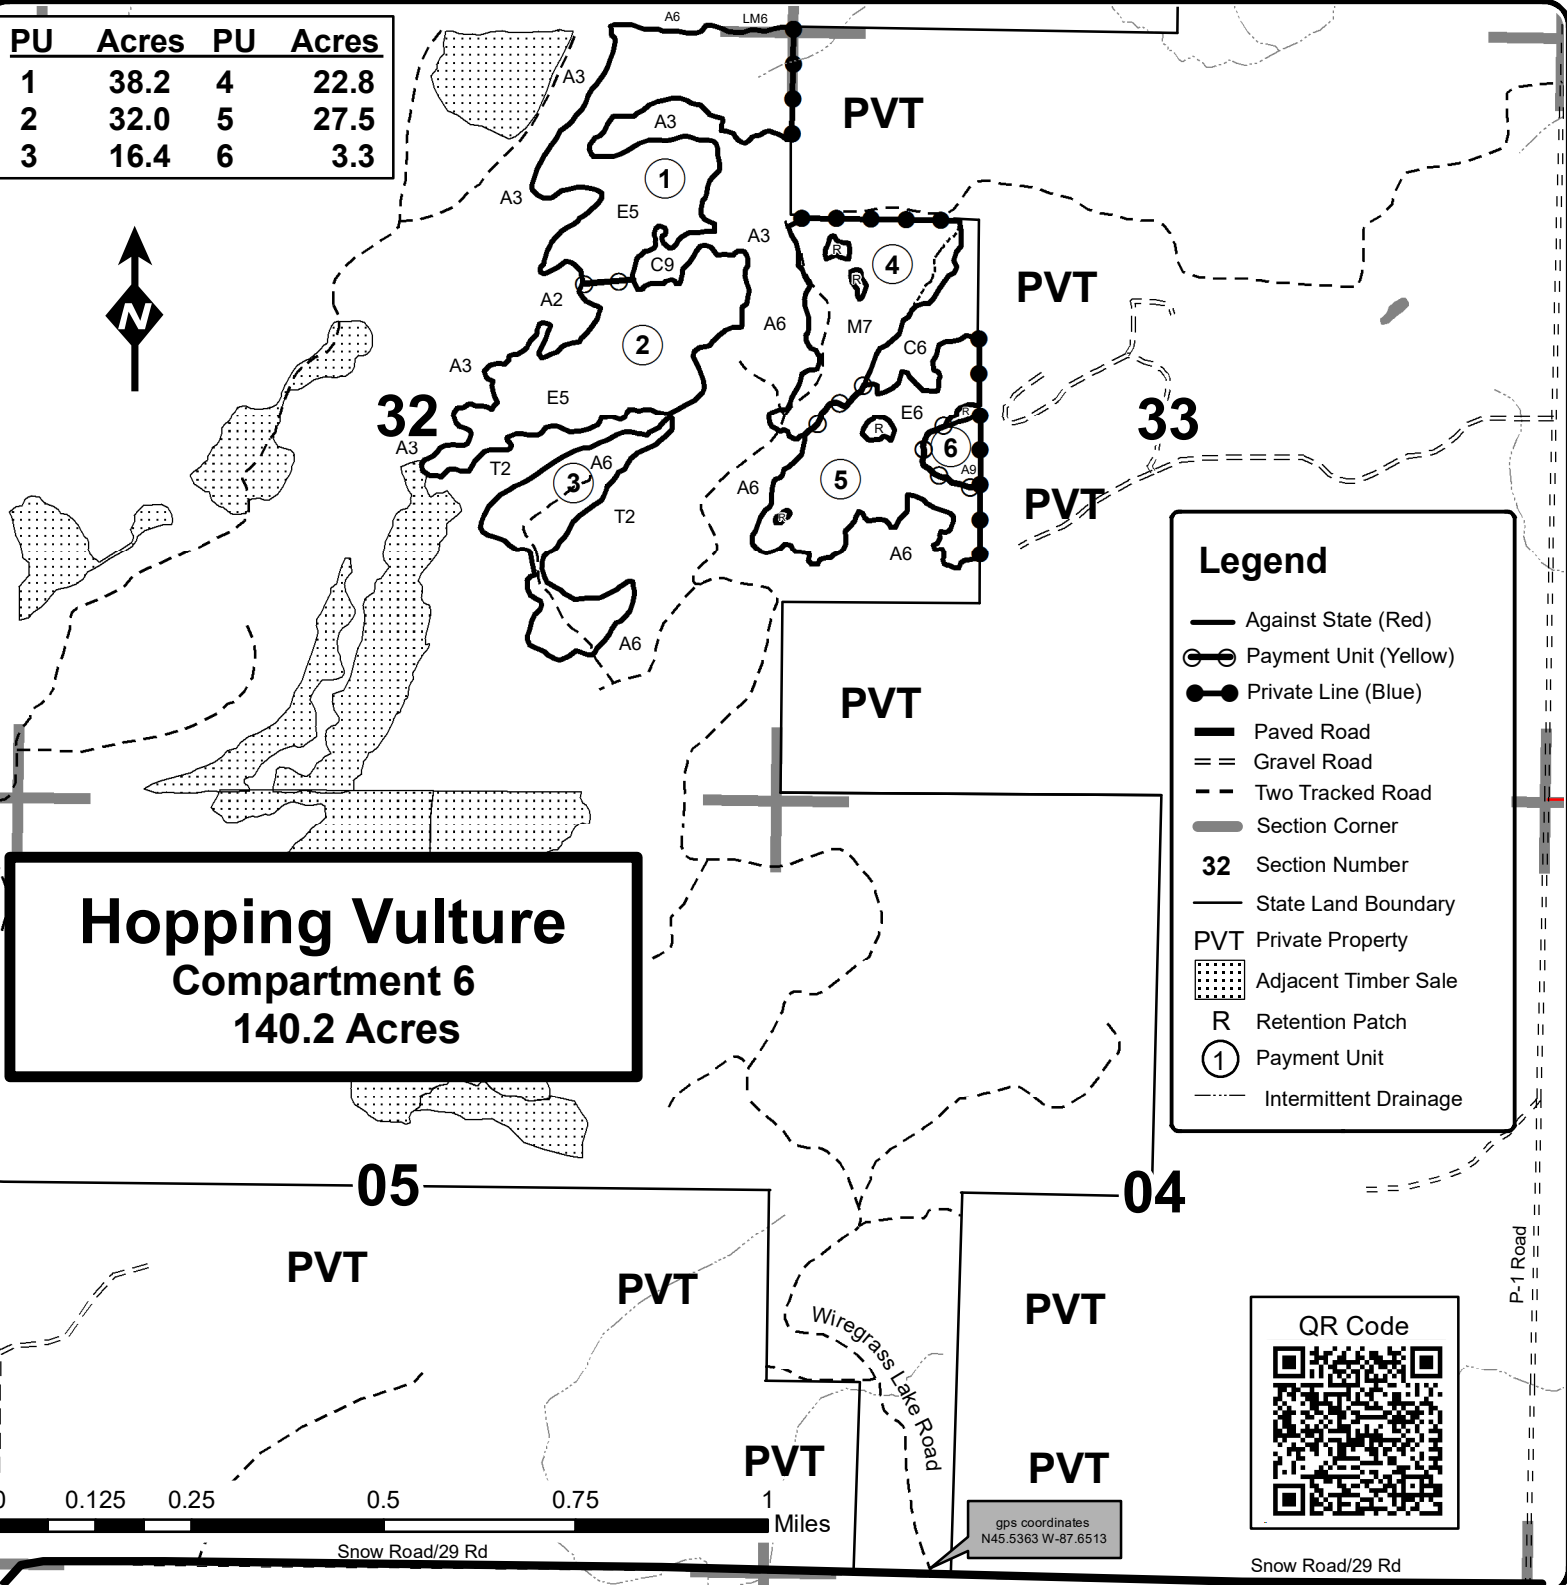 PU Acres PU Acres
1 38.2 4 22.8
2 32.0 5 27.5
3 16.4 6 3.3
A6
LM6
A3
A3
PVT
1
A3
E5
A3
C9
R
4
R
PVT
A2
A6
M7
2
C6
A3
E5
32
E6
R
R
33
A3
6
T2
A6
A9
3
A6
5
PVT
T2
R
A6
A6
PVT
N
Legend
Against State (Red)
Payment Unit (Yellow)
Private Line (Blue)
Paved Road
Gravel Road
Two Tracked Road
Section Corner
32 Section Number
State Land Boundary
PVT Private Property
Adjacent Timber Sale
R Retention Patch
1 Payment Unit
Intermittent Drainage
Hopping Vulture
Compartment 6
140.2 Acres
05
04
PVT
PVT
PVT
P-1 Road
Wiregrass Lake Road
QR Code
PVT
PVT
0 0.125 0.25 0.5 0.75 1
Miles
gps coordinates
N45.5363 W-87.6513
Snow Road/29 Rd
Snow Road/29 Rd